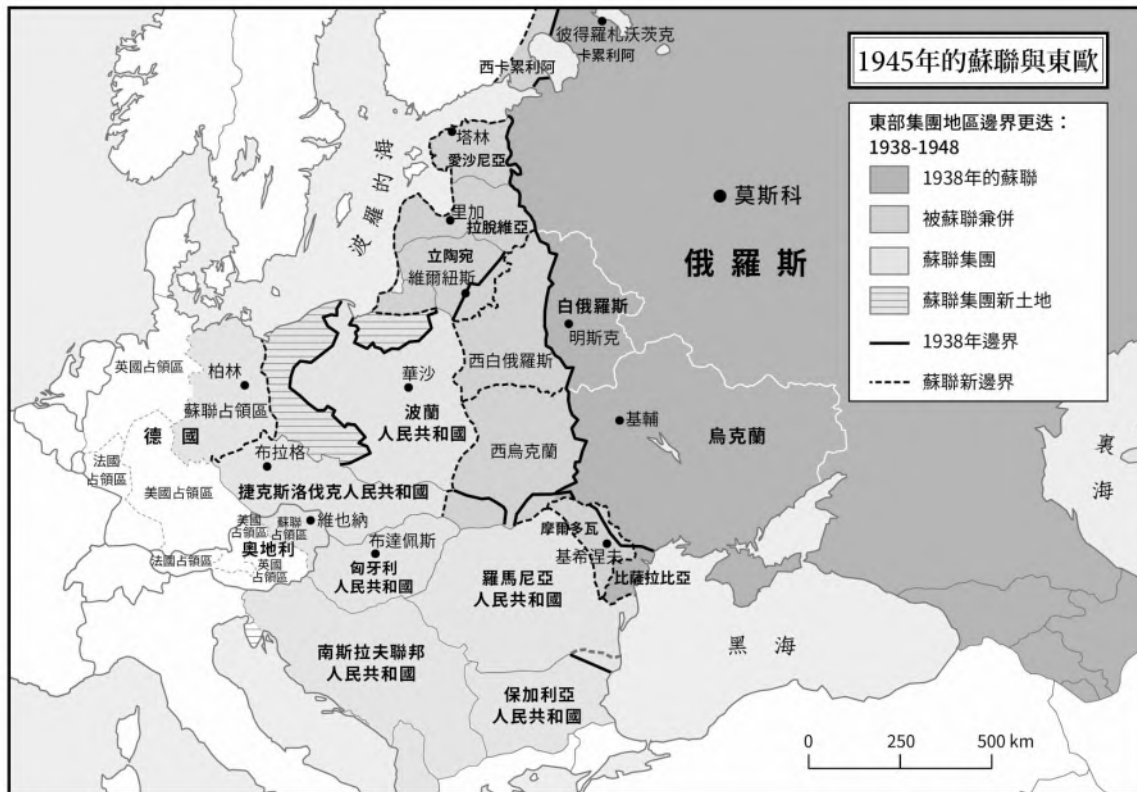 彼得羅札沃茨克
卡累利阿
西卡累利阿
1945年的蘇聯與東歐
東部集團地區邊界更迭：
1938-1948
1938年的蘇聯
被蘇聯兼併
蘇聯集團
蘇聯集團新土地
1938年邊界
蘇聯新邊界
塔林
愛沙尼亞
波羅的海
里加
拉脫維亞
莫斯科
俄羅斯
立陶宛
維爾紐斯
白俄羅斯
明斯克
西白俄羅斯
英國占領區
柏林
蘇聯占領區
華沙
波蘭
人民共和國
基輔
烏克蘭
西烏克蘭
德國
法國
占領區
美國占領區
布拉格
捷克斯洛伐克人民共和國
裏海
美國
占領區
蘇聯
占領區
維也納
奧地利
法國占領區
英國
占領區
布達佩斯
匈牙利
人民共和國
摩爾多瓦
基希涅夫
比薩拉比亞
羅馬尼亞
人民共和國
南斯拉夫聯邦
人民共和國
黑海
保加利亞
人民共和國
0 250 500 km